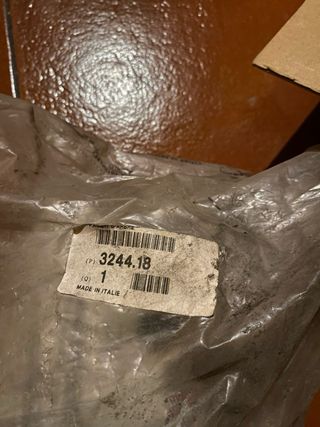 (P) 3244.18
(Q) 1
MADE IN ITALIE